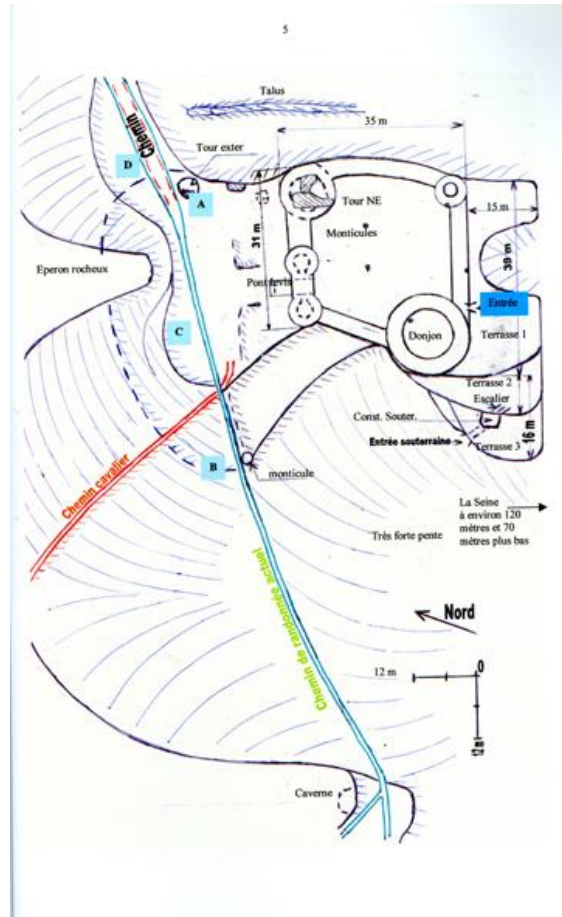 5
Talus
35 m
Chemin
Tour exter
D
A
Tour NE
15 m
31 m
Monticules
39 m
Eperon rocheux
Pont levis
Entrée
C
Donjon
Terrasse 1
Terrasse 2
Escalier
Const. Souter.
16 m
Entrée souterraine
Terrasse 3
B
monticule
Chemin cavalier
La Seine
à environ 120
mètres et 70
mètres plus bas
Très forte pente
Nord
Chemin de randonnée actuel
12 m
0
12m
Caverne